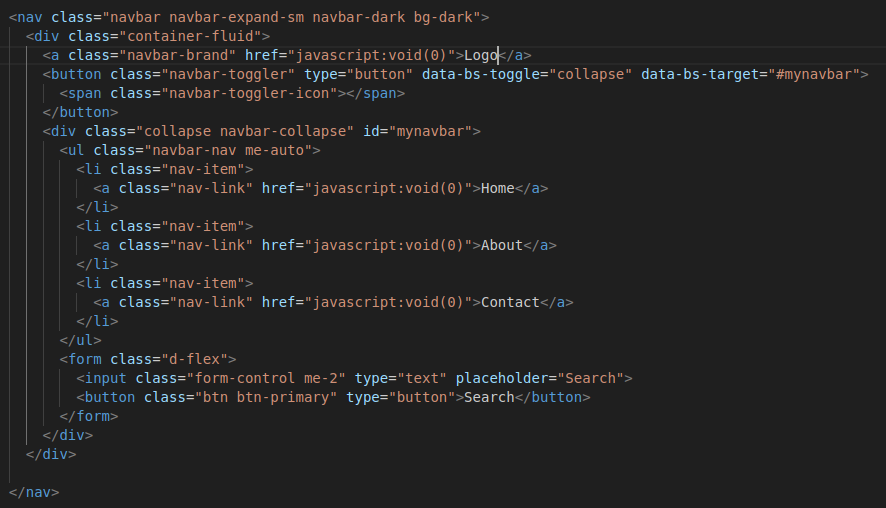 <nav class="navbar navbar-expand-sm navbar-dark bg-dark">
<div class="container-fluid">
<a class="navbar-brand" href="javascript:void(0)">Logo</a>
<button class="navbar-toggler" type="button" data-bs-toggle="collapse" data-bs-target="#mynavbar">
<span class="navbar-toggler-icon"></span>
</button>
<div class="collapse navbar-collapse" id="mynavbar">
<ul class="navbar-nav me-auto">
<li class="nav-item">
<a class="nav-link" href="javascript:void(0)">Home</a>
</li>
<li class="nav-item">
<a class="nav-link" href="javascript:void(0)">About</a>
</li>
<li class="nav-item">
<a class="nav-link" href="javascript:void(0)">Contact</a>
</li>
</ul>
<form class="d-flex">
<input class="form-control me-2" type="text" placeholder="Search">
<button class="btn btn-primary" type="button">Search</button>
</form>
</div>
</div>
</nav>